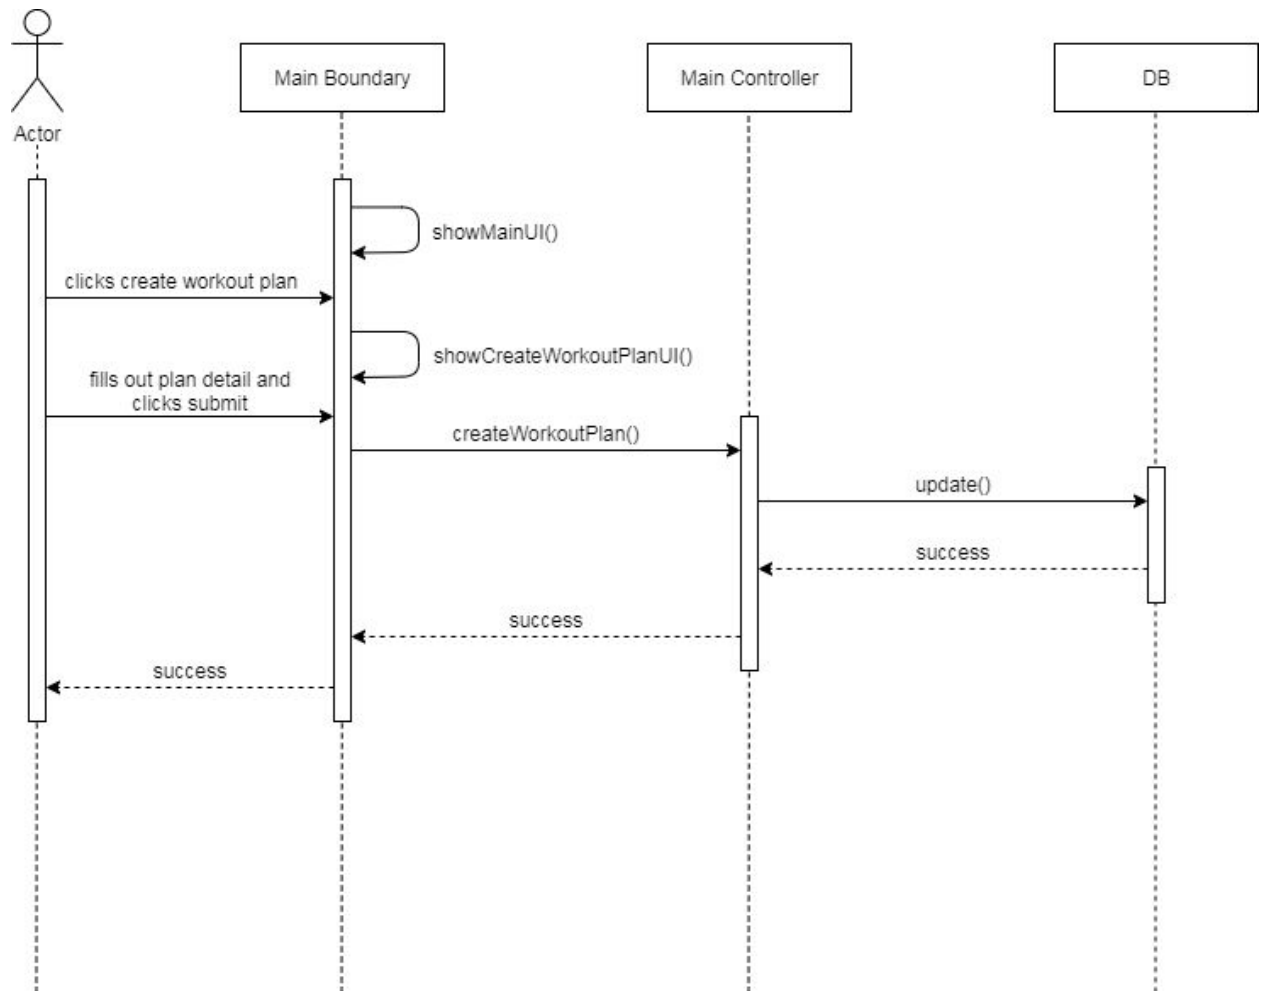 Actor
Main Boundary
Main Controller
DB
showMainUI()
clicks create workout plan
showCreateWorkoutPlanUI()
fills out plan detail and
clicks submit
createWorkoutPlan()
update()
success
success
success